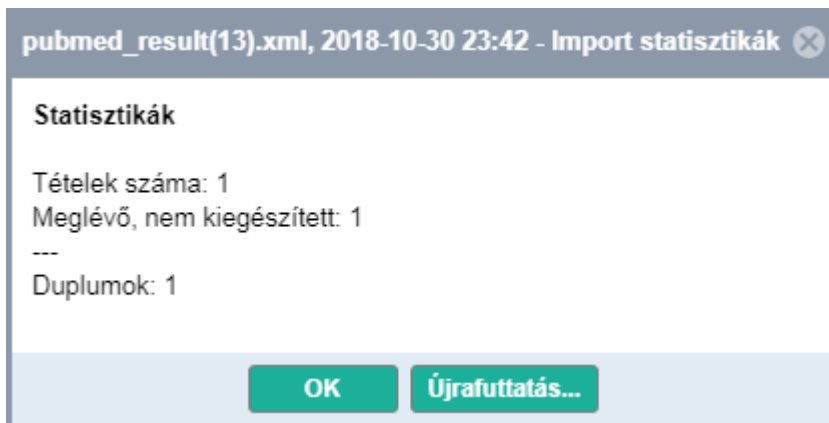 pubmed_result(13).xml, 2018-10-30 23:42 - Import statisztikák
Statisztikák
Tételek száma: 1
Meglévő, nem kiegészített: 1
---
Duplumok: 1
OK Újrafuttatás...